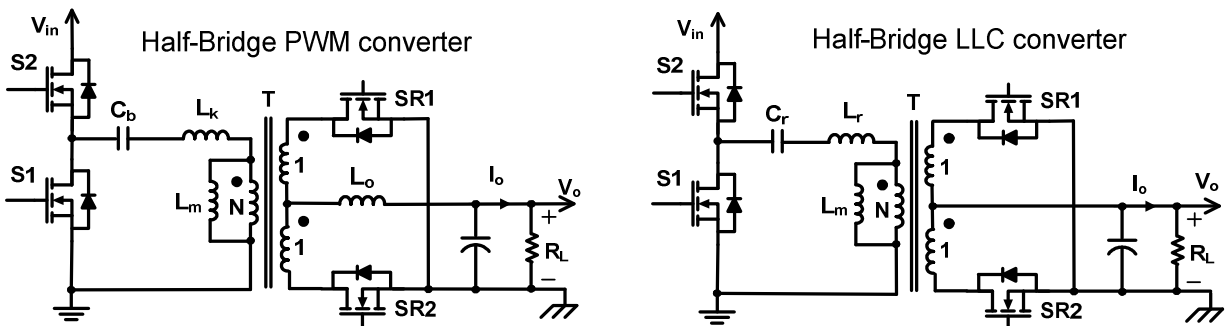 Half-Bridge PWM converter
Vin
S2
Cb
Lk
T
SR1
S1
Lm
N
1
1
Lo
Io
Vo
+
RL
−
SR2
Half-Bridge LLC converter
Vin
S2
Cr
Lr
T
SR1
S1
Lm
N
1
1
Io
Vo
+
RL
−
SR2